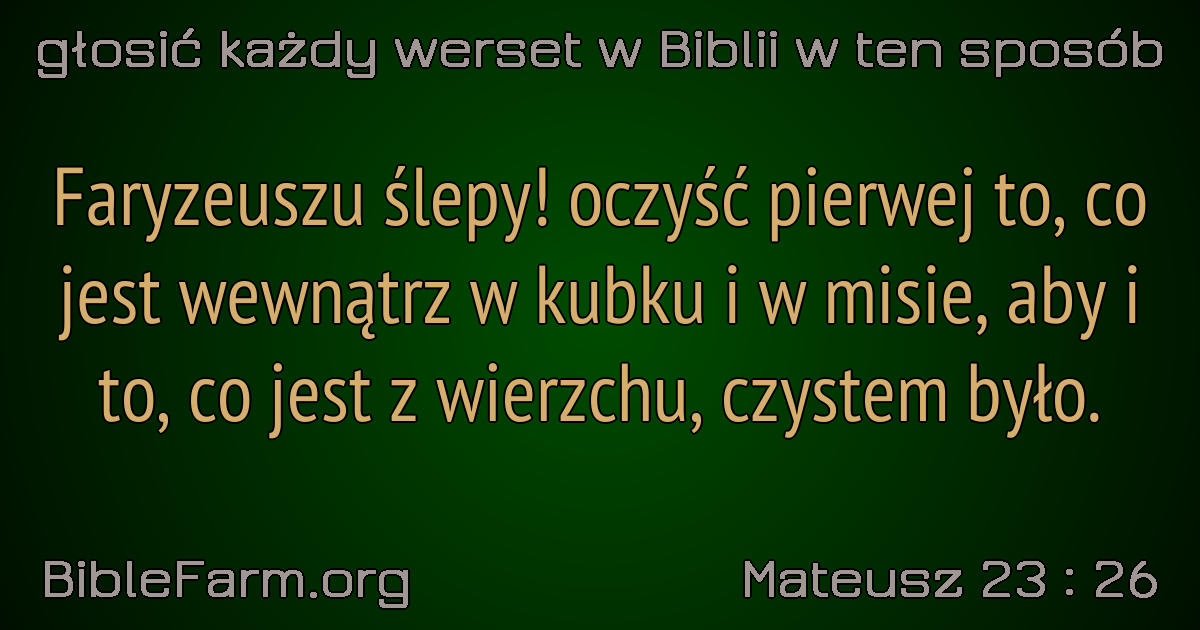 głosić każdy werset w Biblii w ten sposób
Faryzeuszu ślepy! oczyść pierwej to, co
jest wewnątrz w kubku i w misie, aby i
to, co jest z wierzchu, czystem było.
BibleFarm.org
Mateusz 23 : 26